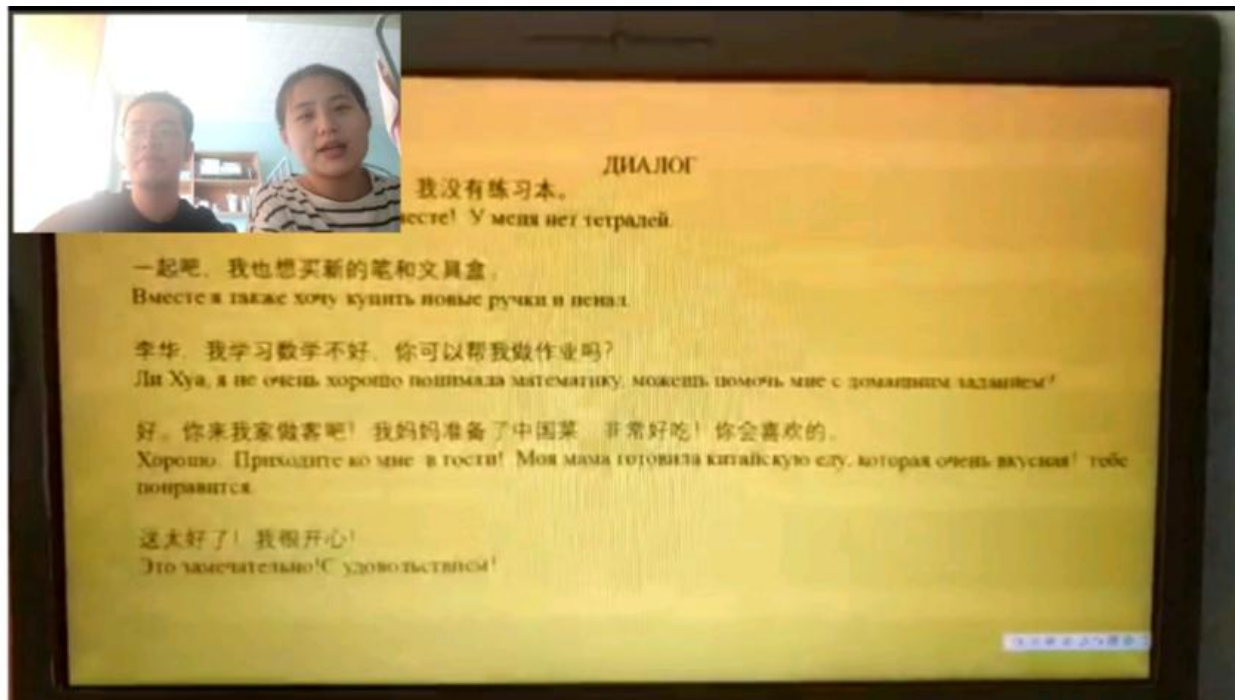 ДИАЛОГ
我没有练习本。
месте! У меня нет тетрадей.
一起吧，我也想买新的笔和文具盒。
Вместе я также хочу купить новые ручки и пенал.
李华，我学习数学不好，你可以帮我做作业吗？
Ли Хуа, я не очень хорошо понимала математику, можешь помочь мне с домашним заданием?
好。你来我家做客吧！我妈妈准备了中国菜，非常好吃！你会喜欢的。
Хорошо. Приходите ко мне в гости! Моя мама готовила китайскую еду, которая очень вкусная! тебе
понравится.
这太好了！我很开心！
Это замечательно!С удовольствием!